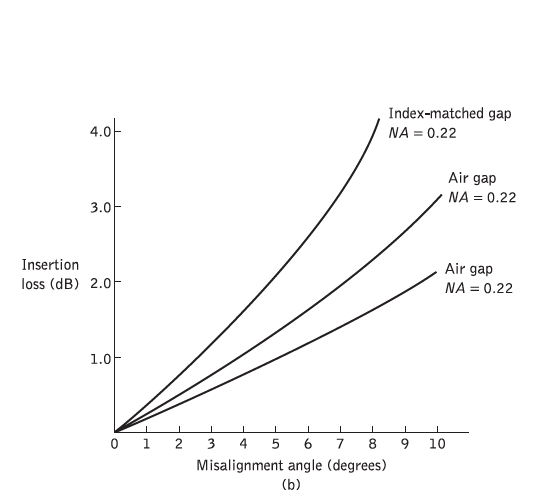 Index-matched gap
NA = 0.22
4.0
Air gap
NA = 0.22
3.0
Air gap
NA = 0.22
Insertion
loss (dB)
2.0
1.0
0 1 2 3 4 5 6 7 8 9 10
Misalignment angle (degrees)
(b)